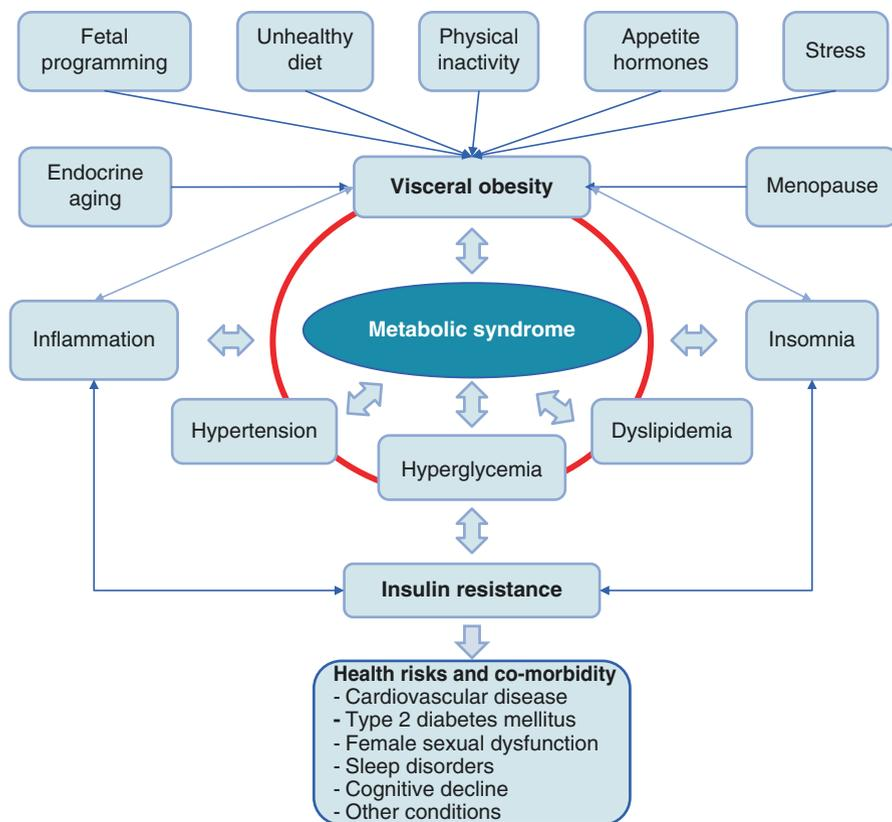 Fetal
programming
Unhealthy
diet
Physical
inactivity
Appetite
hormones
Stress
Endocrine
aging
Visceral obesity
Menopause
Inflammation
Metabolic syndrome
Insomnia
Hypertension
Hyperglycemia
Dyslipidemia
Insulin resistance
Health risks and co-morbidity
- Cardiovascular disease
- Type 2 diabetes mellitus
- Female sexual dysfunction
- Sleep disorders
- Cognitive decline
- Other conditions